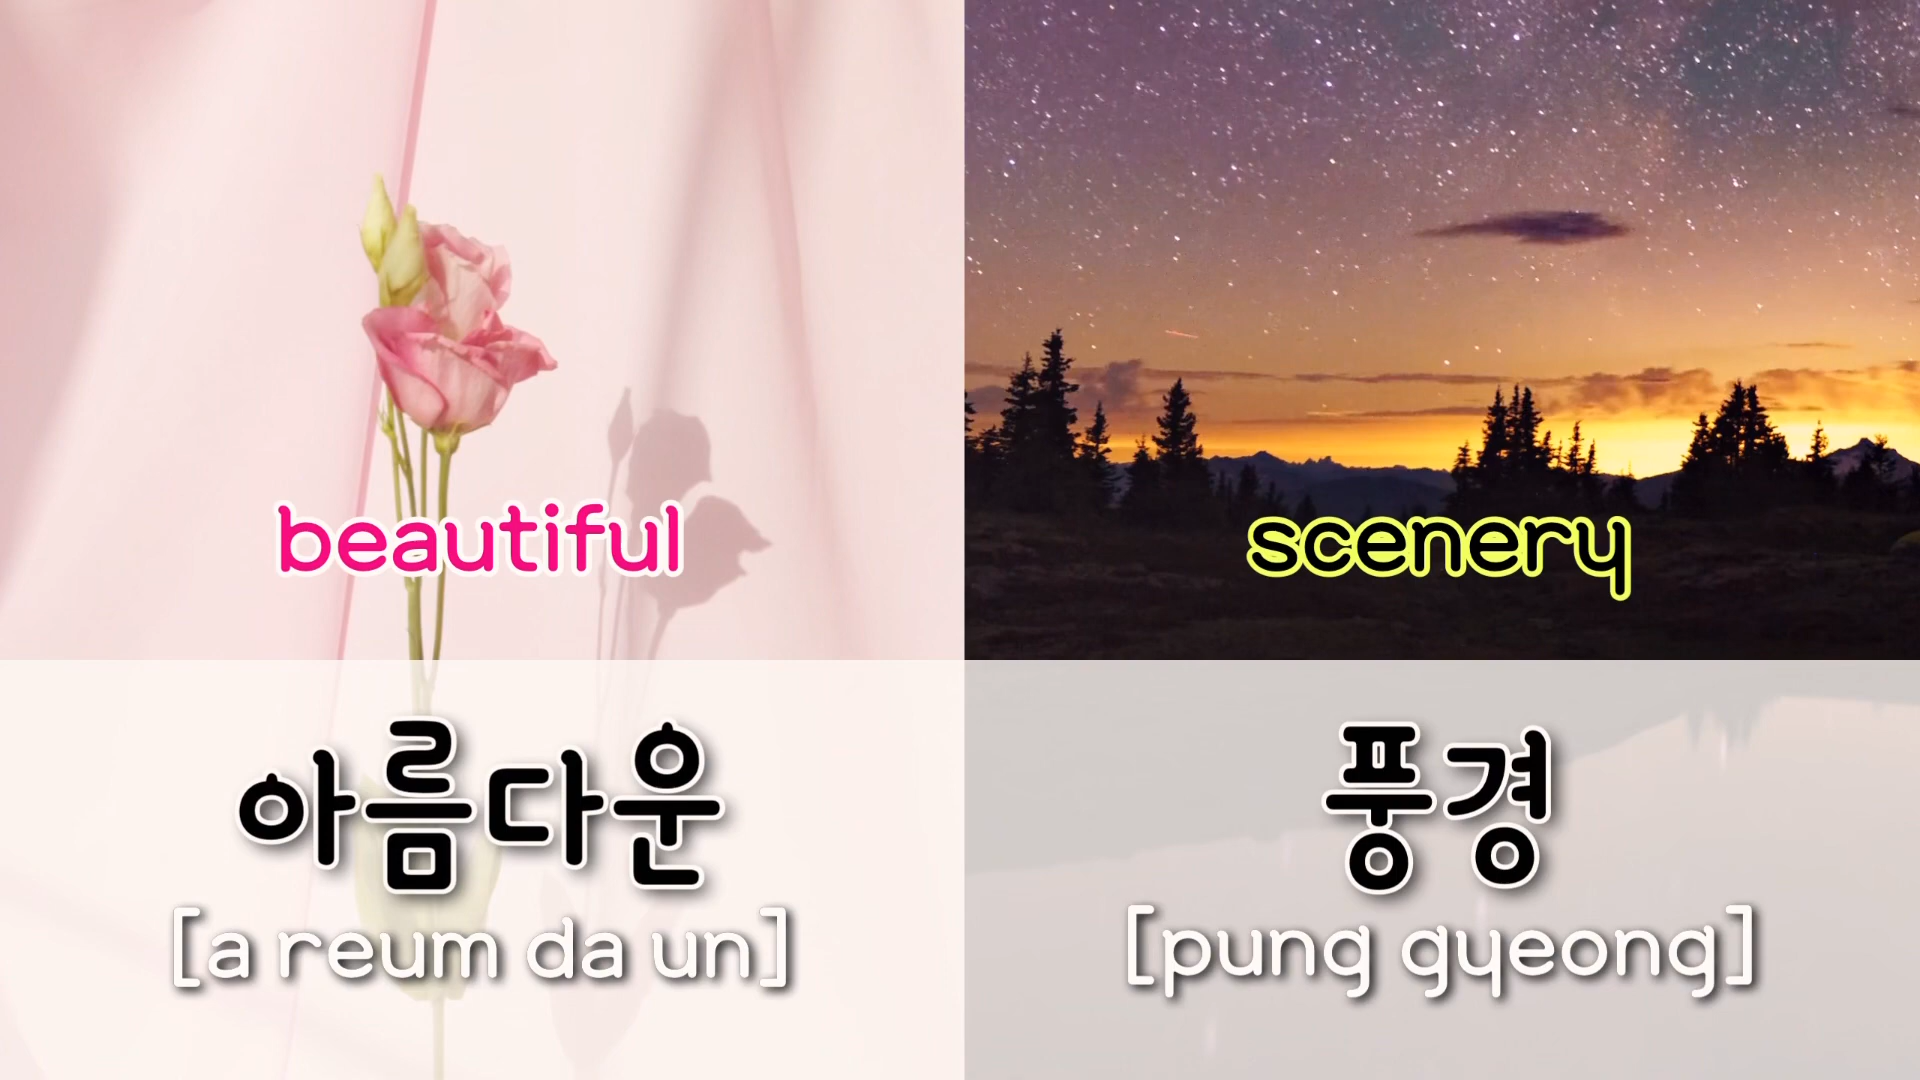 beautiful
아름다운
[a reum da un]
scenery
풍경
[pung gyeong]